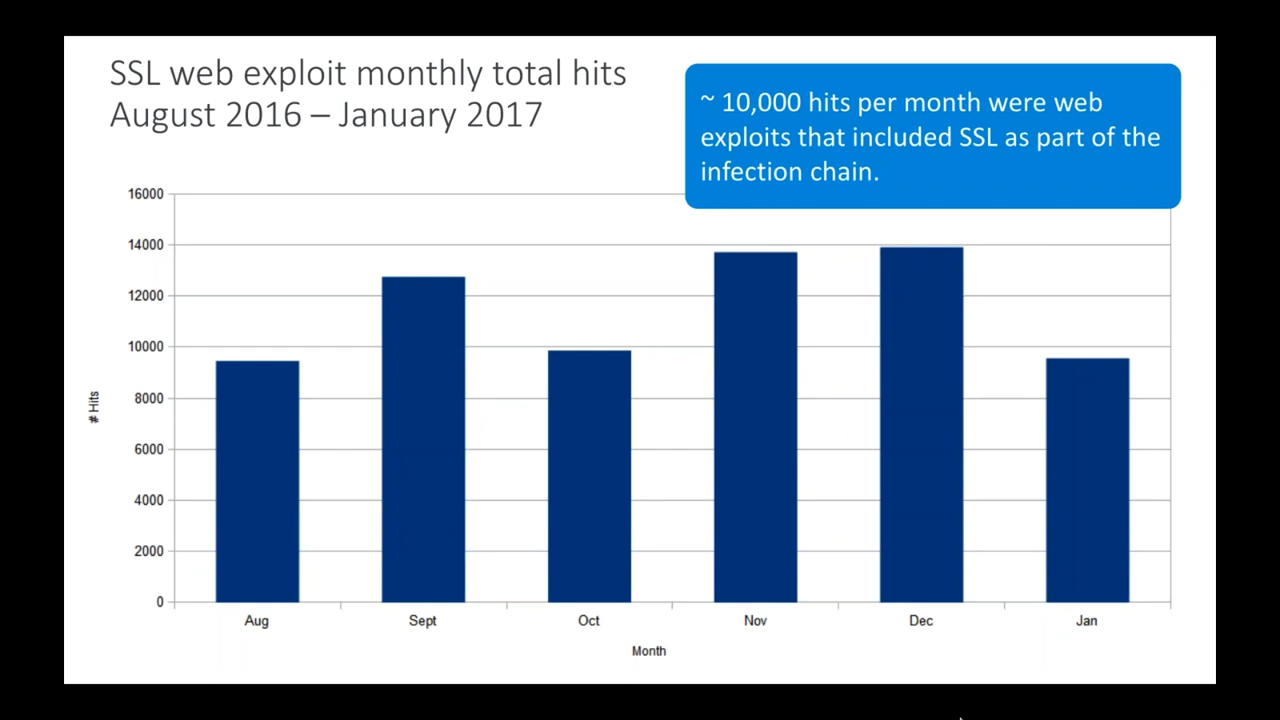 SSL web exploit monthly total hits
August 2016 – January 2017
~ 10,000 hits per month were web
exploits that included SSL as part of the
infection chain.
16000
14000
12000
10000
8000
6000
4000
2000
0
# Hits
Aug Sept Oct Nov Dec Jan
Month